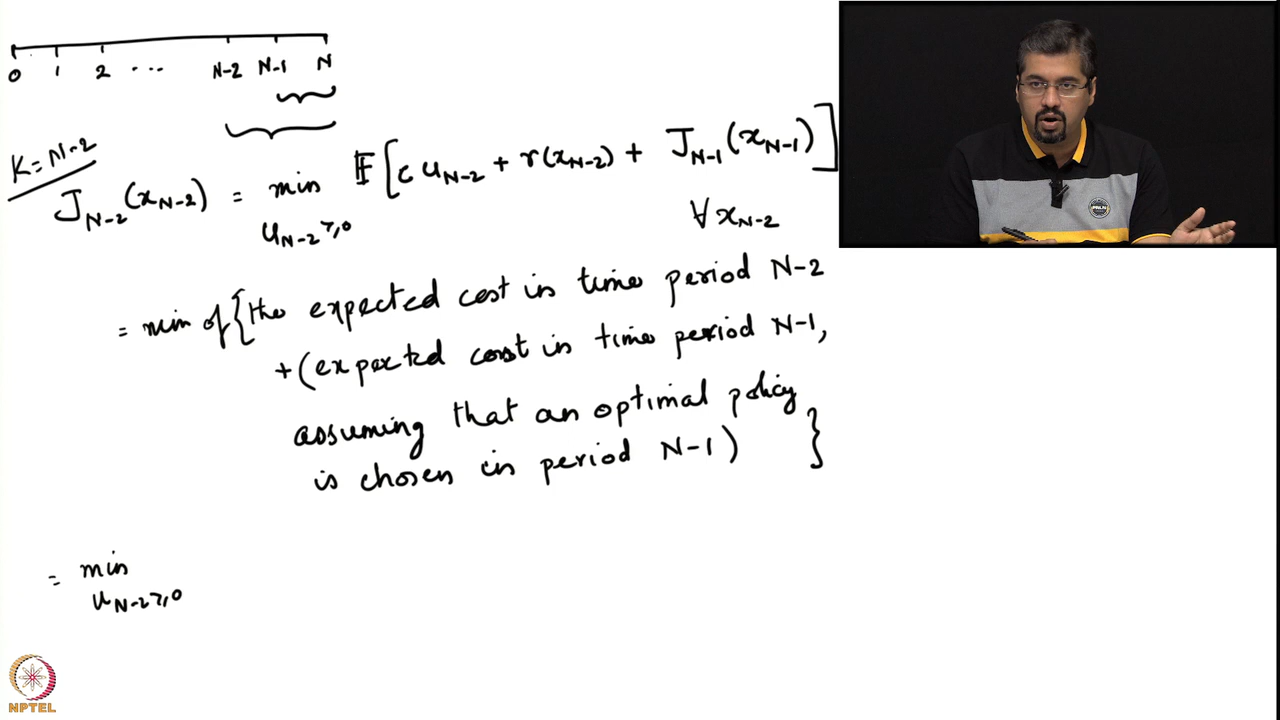 0 1 2 ... N-2 N-1 N
K=N-2
J_{N-2}(x_{N-2}) = min_{u_{N-2}≥0} 𝔼[c u_{N-2} + r(x_{N-2}) + J_{N-1}(x_{N-1})]
∀ x_{N-2}
= min of {the expected cost in time period N-2
+ (expected cost in time period N-1,
assuming that an optimal policy
is chosen in period N-1) }
= min_{u_{N-2}≥0}
NPTEL